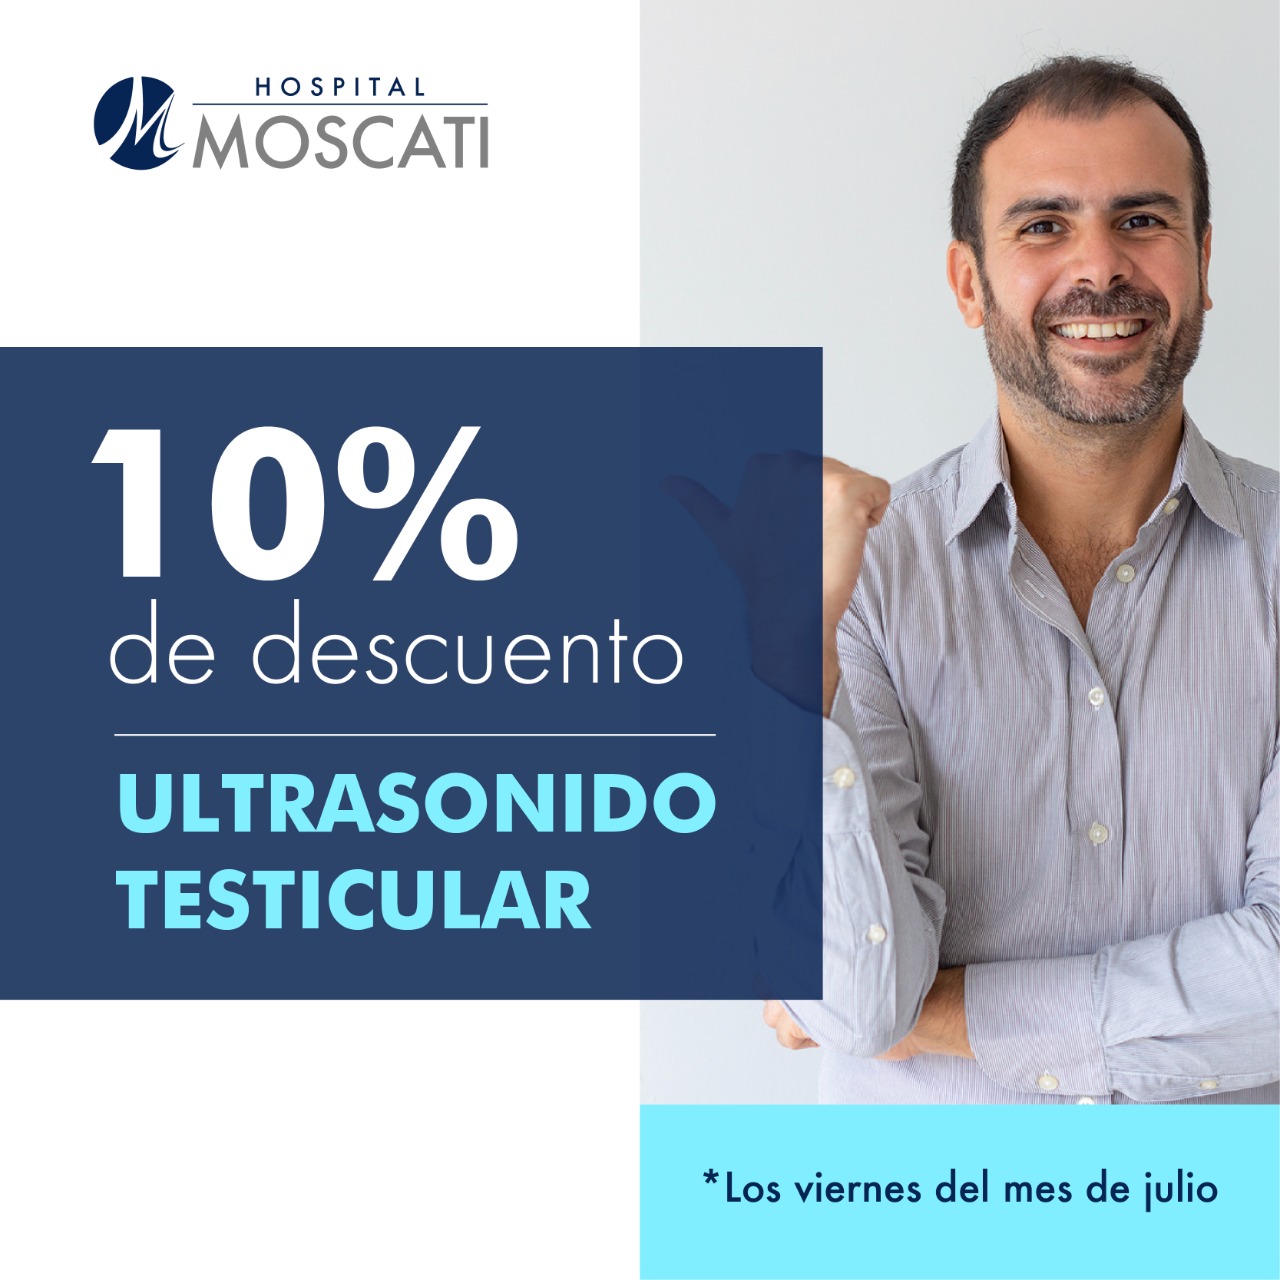 HOSPITAL
MOSCATI
10%
de descuento
ULTRASONIDO
TESTICULAR
*Los viernes del mes de julio